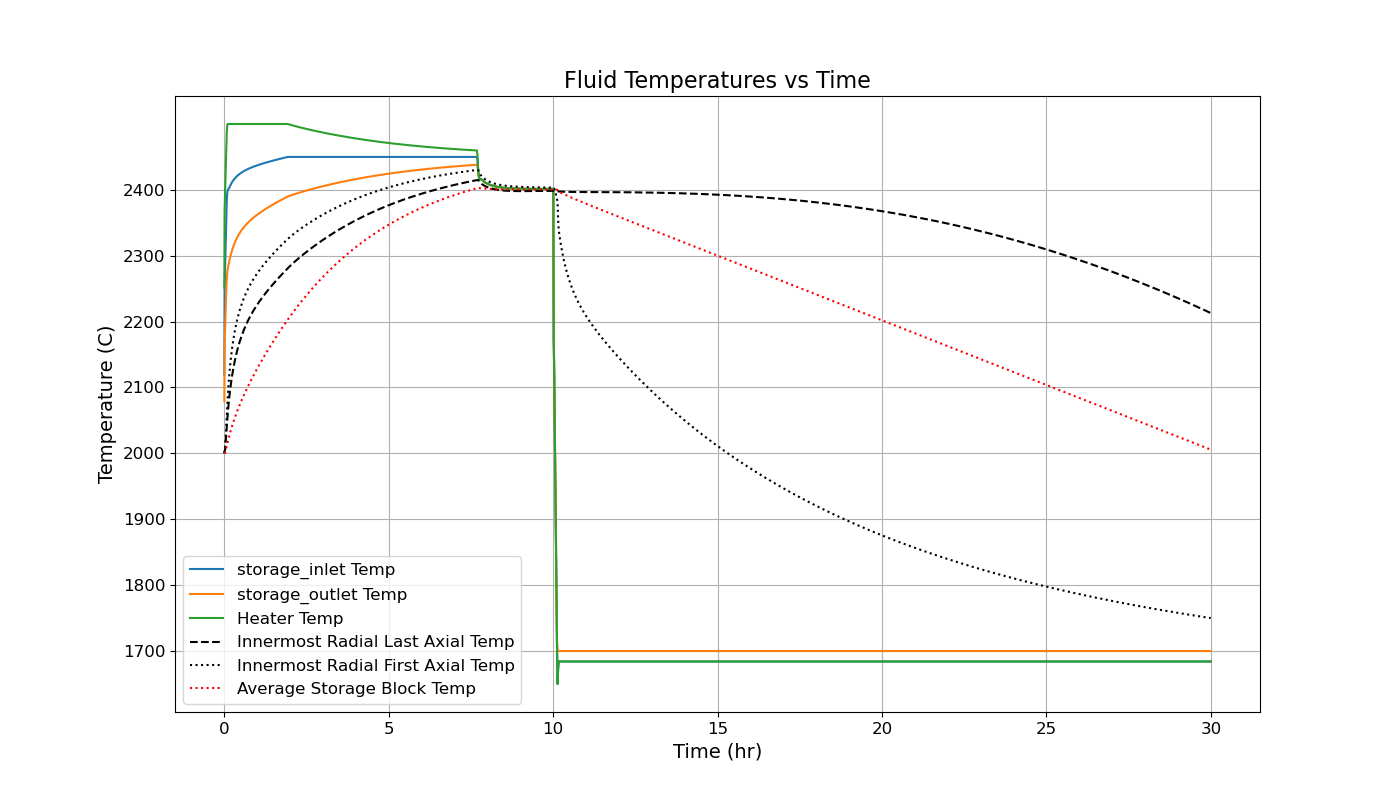 Fluid Temperatures vs Time
Temperature (C)
2400
2300
2200
2100
2000
1900
1800
1700
storage_inlet Temp
storage_outlet Temp
Heater Temp
Innermost Radial Last Axial Temp
Innermost Radial First Axial Temp
Average Storage Block Temp
0 5 10 15 20 25 30
Time (hr)